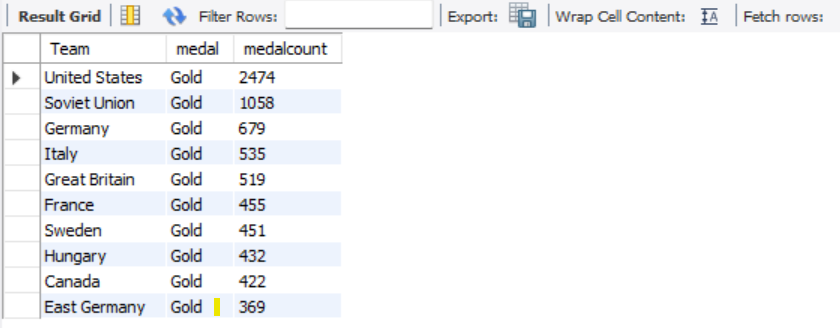 Result Grid Filter Rows: Export: Wrap Cell Content: IA Fetch rows:
Team medal medalcount
United States Gold 2474
Soviet Union Gold 1058
Germany Gold 679
Italy Gold 535
Great Britain Gold 519
France Gold 455
Sweden Gold 451
Hungary Gold 432
Canada Gold 422
East Germany Gold 369